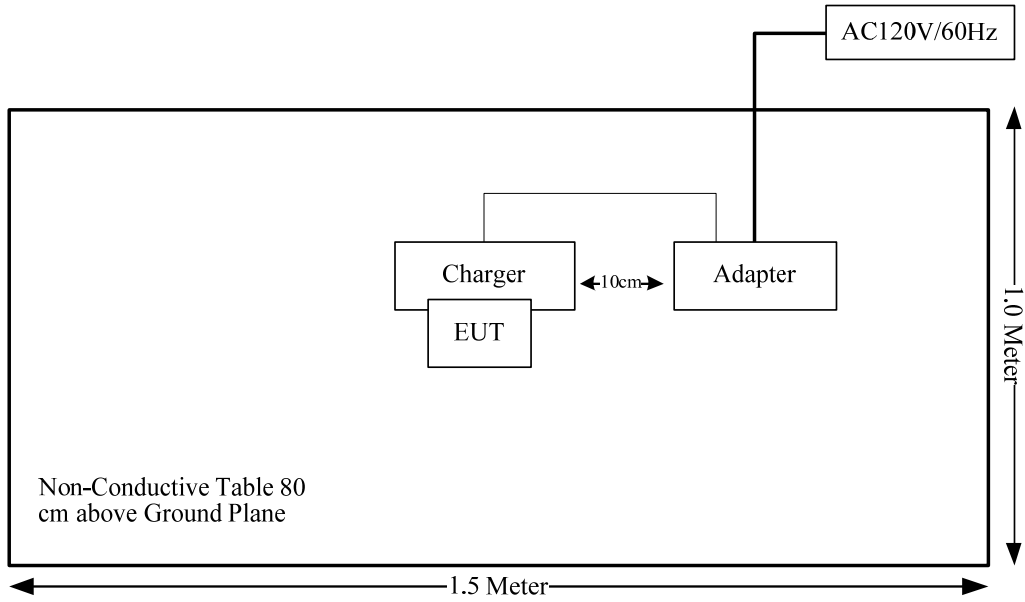 AC120V/60Hz
Charger
10cm
Adapter
EUT
1.0 Meter
Non-Conductive Table 80
cm above Ground Plane
1.5 Meter